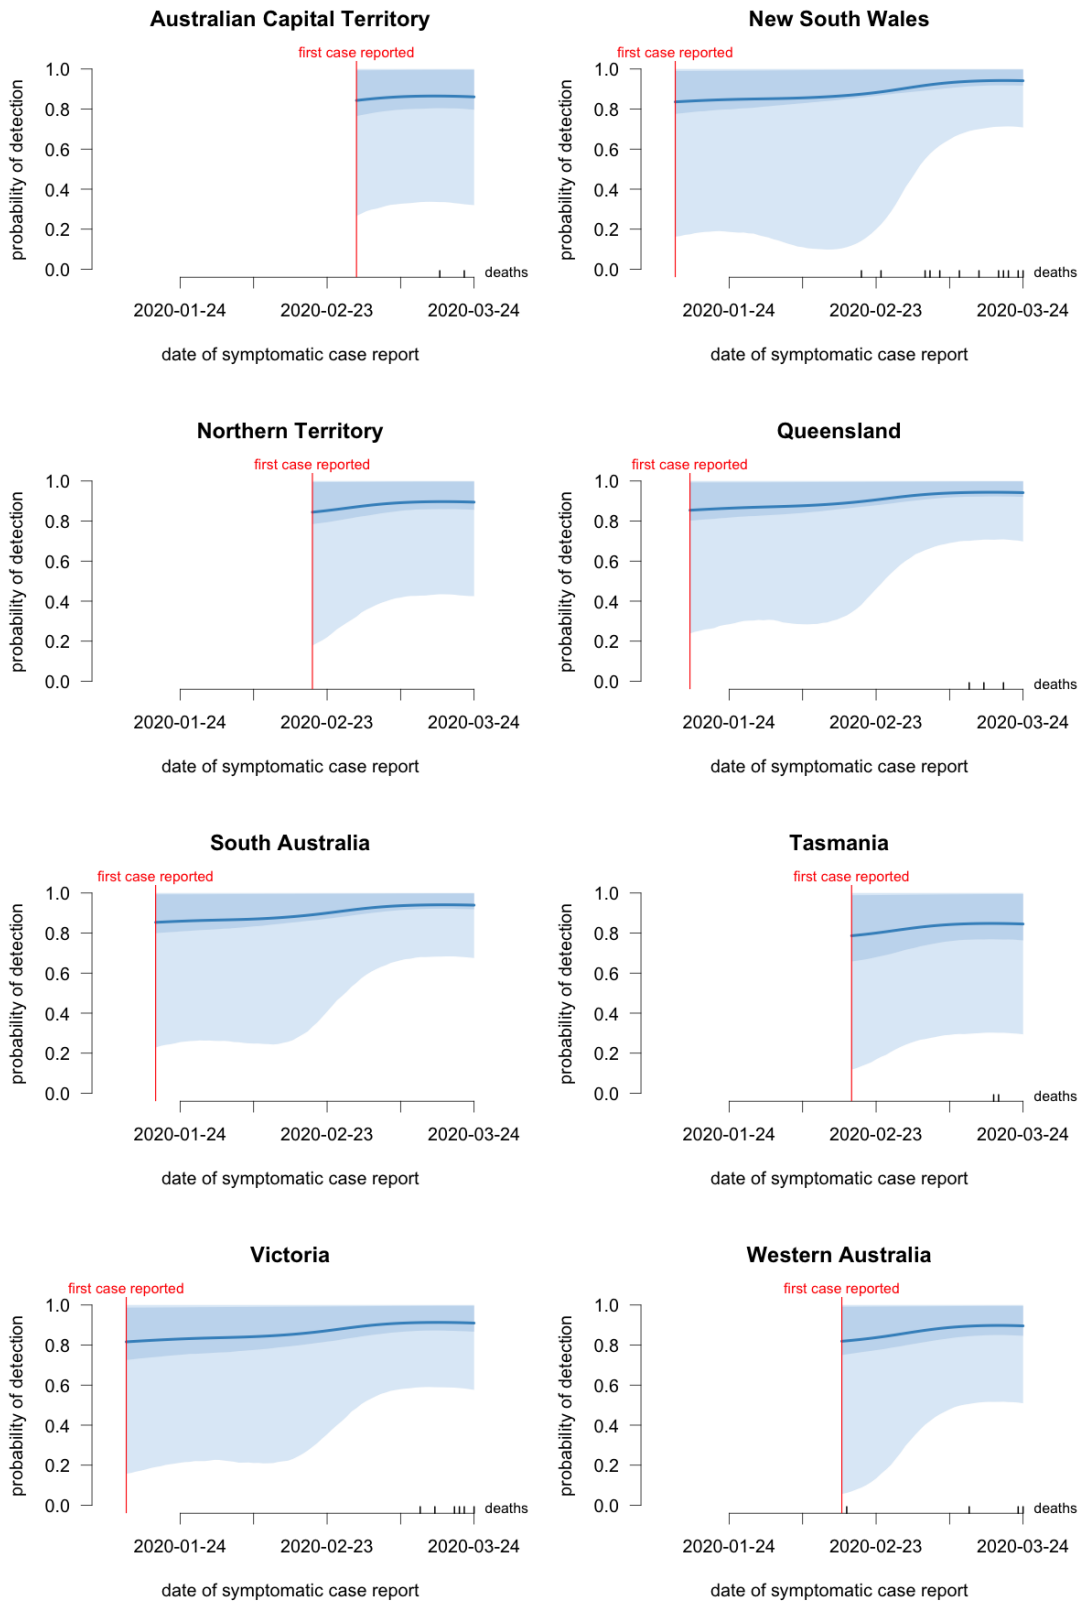 Australian Capital Territory
first case reported
probability of detection
1.0
0.8
0.6
0.4
0.2
0.0
deaths
2020-01-24 2020-02-23 2020-03-24
date of symptomatic case report
New South Wales
first case reported
probability of detection
1.0
0.8
0.6
0.4
0.2
0.0
deaths
2020-01-24 2020-02-23 2020-03-24
date of symptomatic case report
Northern Territory
first case reported
probability of detection
1.0
0.8
0.6
0.4
0.2
0.0
2020-01-24 2020-02-23 2020-03-24
date of symptomatic case report
Queensland
first case reported
probability of detection
1.0
0.8
0.6
0.4
0.2
0.0
deaths
2020-01-24 2020-02-23 2020-03-24
date of symptomatic case report
South Australia
first case reported
probability of detection
1.0
0.8
0.6
0.4
0.2
0.0
2020-01-24 2020-02-23 2020-03-24
date of symptomatic case report
Tasmania
first case reported
probability of detection
1.0
0.8
0.6
0.4
0.2
0.0
deaths
2020-01-24 2020-02-23 2020-03-24
date of symptomatic case report
Victoria
first case reported
probability of detection
1.0
0.8
0.6
0.4
0.2
0.0
deaths
2020-01-24 2020-02-23 2020-03-24
date of symptomatic case report
Western Australia
first case reported
probability of detection
1.0
0.8
0.6
0.4
0.2
0.0
deaths
2020-01-24 2020-02-23 2020-03-24
date of symptomatic case report